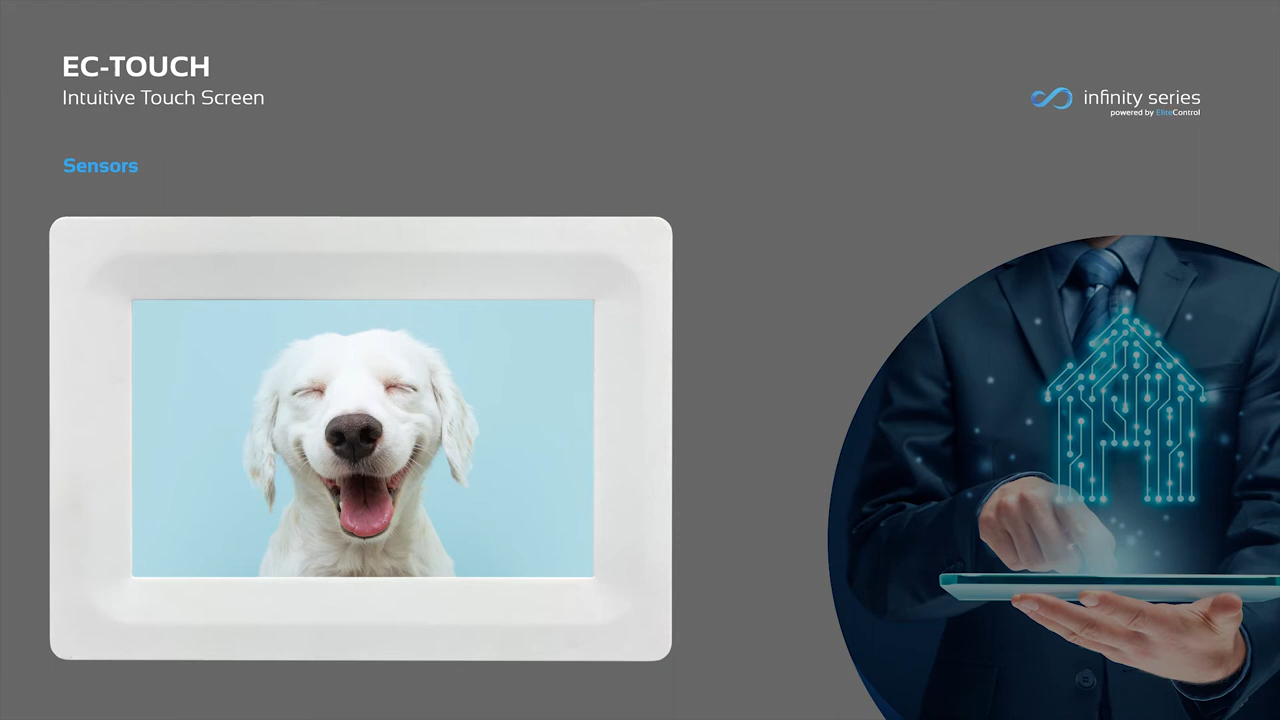 EC-TOUCH
Intuitive Touch Screen
infinity series
powered by EliteControl
Sensors